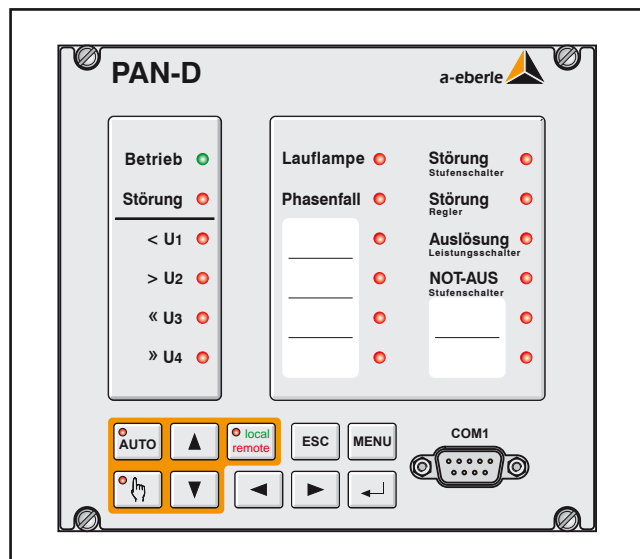 PAN-D
a-eberle
Betrieb
Störung
< U1
> U2
« U3
» U4
Lauflampe
Phasenfall
Störung
Stufenschalter
Störung
Regler
Auslösung
Leistungsschalter
NOT-AUS
Stufenschalter
AUTO
local
remote
ESC
MENU
COM1